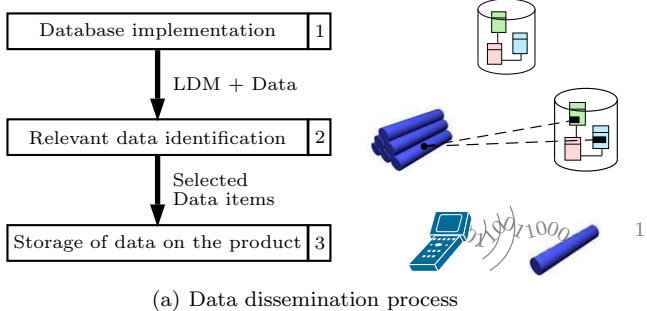 Database implementation 1
LDM + Data
Relevant data identification 2
Selected
Data items
Storage of data on the product 3
1
(a) Data dissemination process